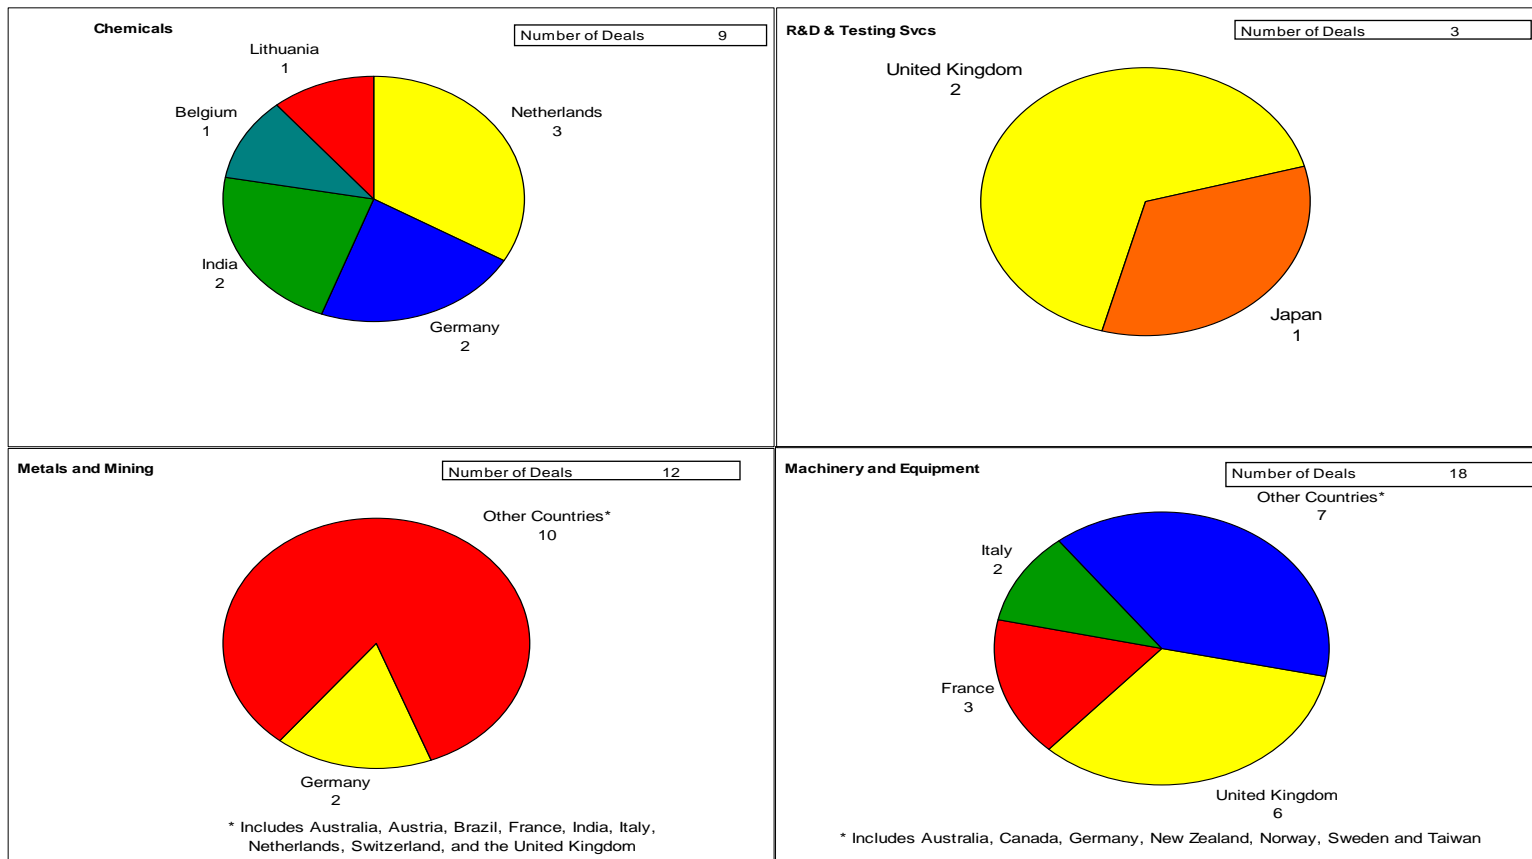 Chemicals
Number of Deals 9
Lithuania
1
Belgium
1
Netherlands
3
India
2
Germany
2
R&D & Testing Svcs
Number of Deals 3
United Kingdom
2
Japan
1
Metals and Mining
Number of Deals 12
Other Countries*
10
Germany
2
* Includes Australia, Austria, Brazil, France, India, Italy,
Netherlands, Switzerland, and the United Kingdom
Machinery and Equipment
Number of Deals 18
Other Countries*
7
Italy
2
France
3
United Kingdom
6
* Includes Australia, Canada, Germany, New Zealand, Norway, Sweden and Taiwan